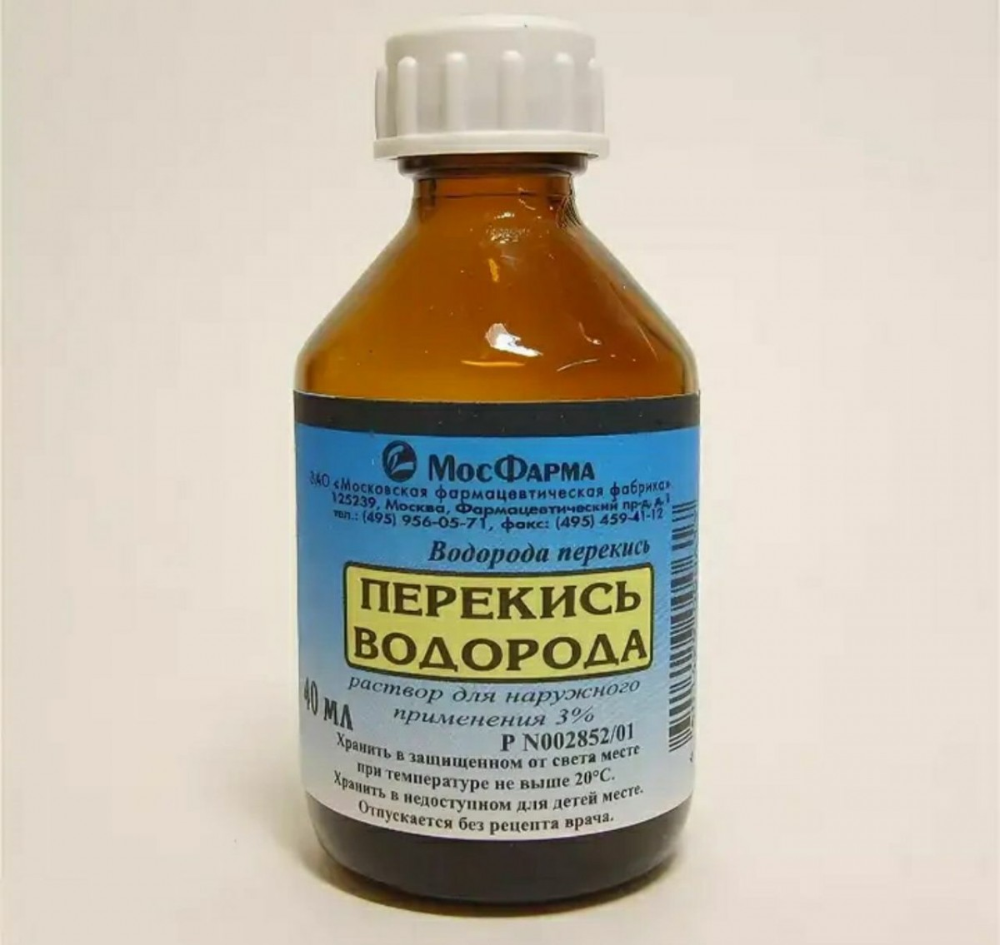 МосФарма
ЗАО «Московская фармацевтическая фабрика»
125239, Москва, Фармацевтический пр-д, д.1
тел.: (495) 956-05-71, факс: (495) 459-41-12
Водорода перекись
ПЕРЕКИСЬ
ВОДОРОДА
раствор для наружного
применения 3%
40 мл
Р N002852/01
Хранить в защищенном от света месте
при температуре не выше 20°С.
Хранить в недоступном для детей месте.
Отпускается без рецепта врача.